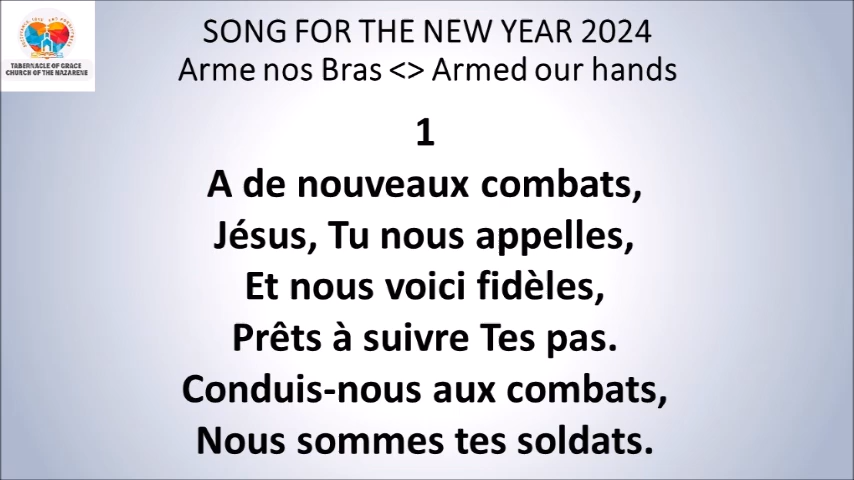 TABERNACLE OF GRACE
CHURCH OF THE NAZARENE
SONG FOR THE NEW YEAR 2024
Arme nos Bras <> Armed our hands
1
A de nouveaux combats,
Jésus, Tu nous appelles,
Et nous voici fidèles,
Prêts à suivre Tes pas.
Conduis-nous aux combats,
Nous sommes tes soldats.